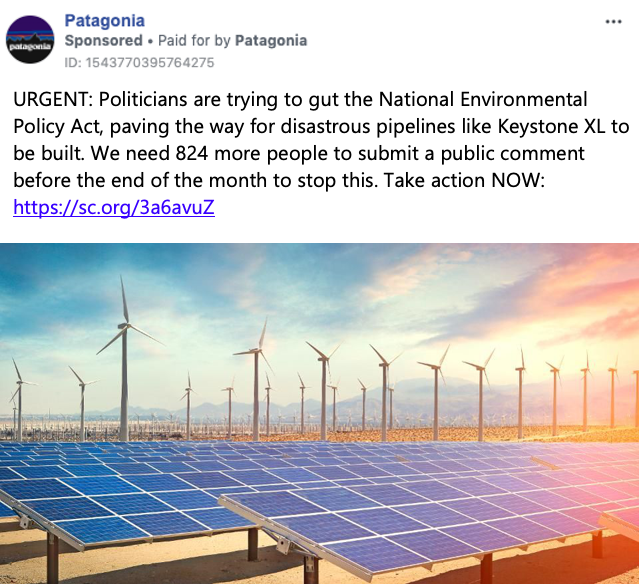 Patagonia
Sponsored • Paid for by Patagonia
ID: 1543770395764275
patagonia
URGENT: Politicians are trying to gut the National Environmental
Policy Act, paving the way for disastrous pipelines like Keystone XL to
be built. We need 824 more people to submit a public comment
before the end of the month to stop this. Take action NOW:
https://sc.org/3a6avuZ